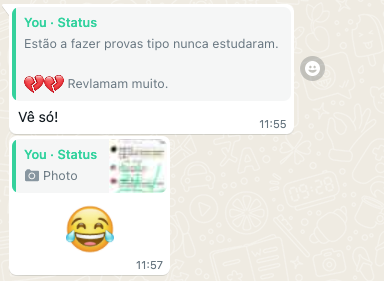 You · Status
Estão a fazer provas tipo nunca estudaram.
💔💔 Revlamam muito.
Vê só!
11:55
You · Status
Photo
😂
11:57